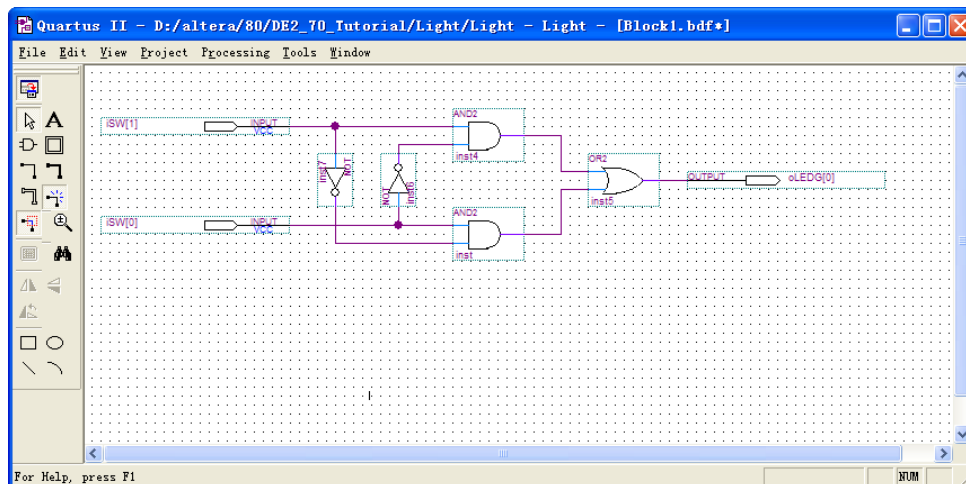 Quartus II - D:/altera/80/DE2_70_Tutorial/Light/Light - Light - [Block1.bdf*]
File Edit View Project Processing Tools Window
iSW[1]
INPUT
VCC
AND2
inst4
inst7
NOT
NOT
inst6
OR2
inst5
OUTPUT
oLEDG[0]
iSW[0]
INPUT
VCC
AND2
inst
For Help, press F1
NUM